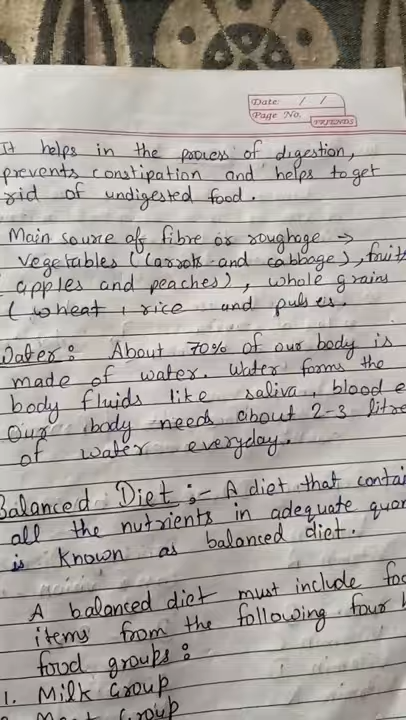 Date: / /
Page No.
FRIENDS
It helps in the process of digestion,
prevents constipation and helps to get
rid of undigested food.
Main source of fibre or roughage →
vegetables (carrots and cabbage), fruits
apples and peaches), whole grains
(wheat, rice and pulses.
Water: About 70% of our body is
made of water. Water forms the
body fluids like saliva, blood e
Our body needs about 2-3 litre
of water everyday.
Balanced Diet :- A diet that contai
all the nutrients in adequate quan
is known as balanced diet.
A balanced diet must include foo
items from the following four b
food groups:
1. Milk Group
Meat Group